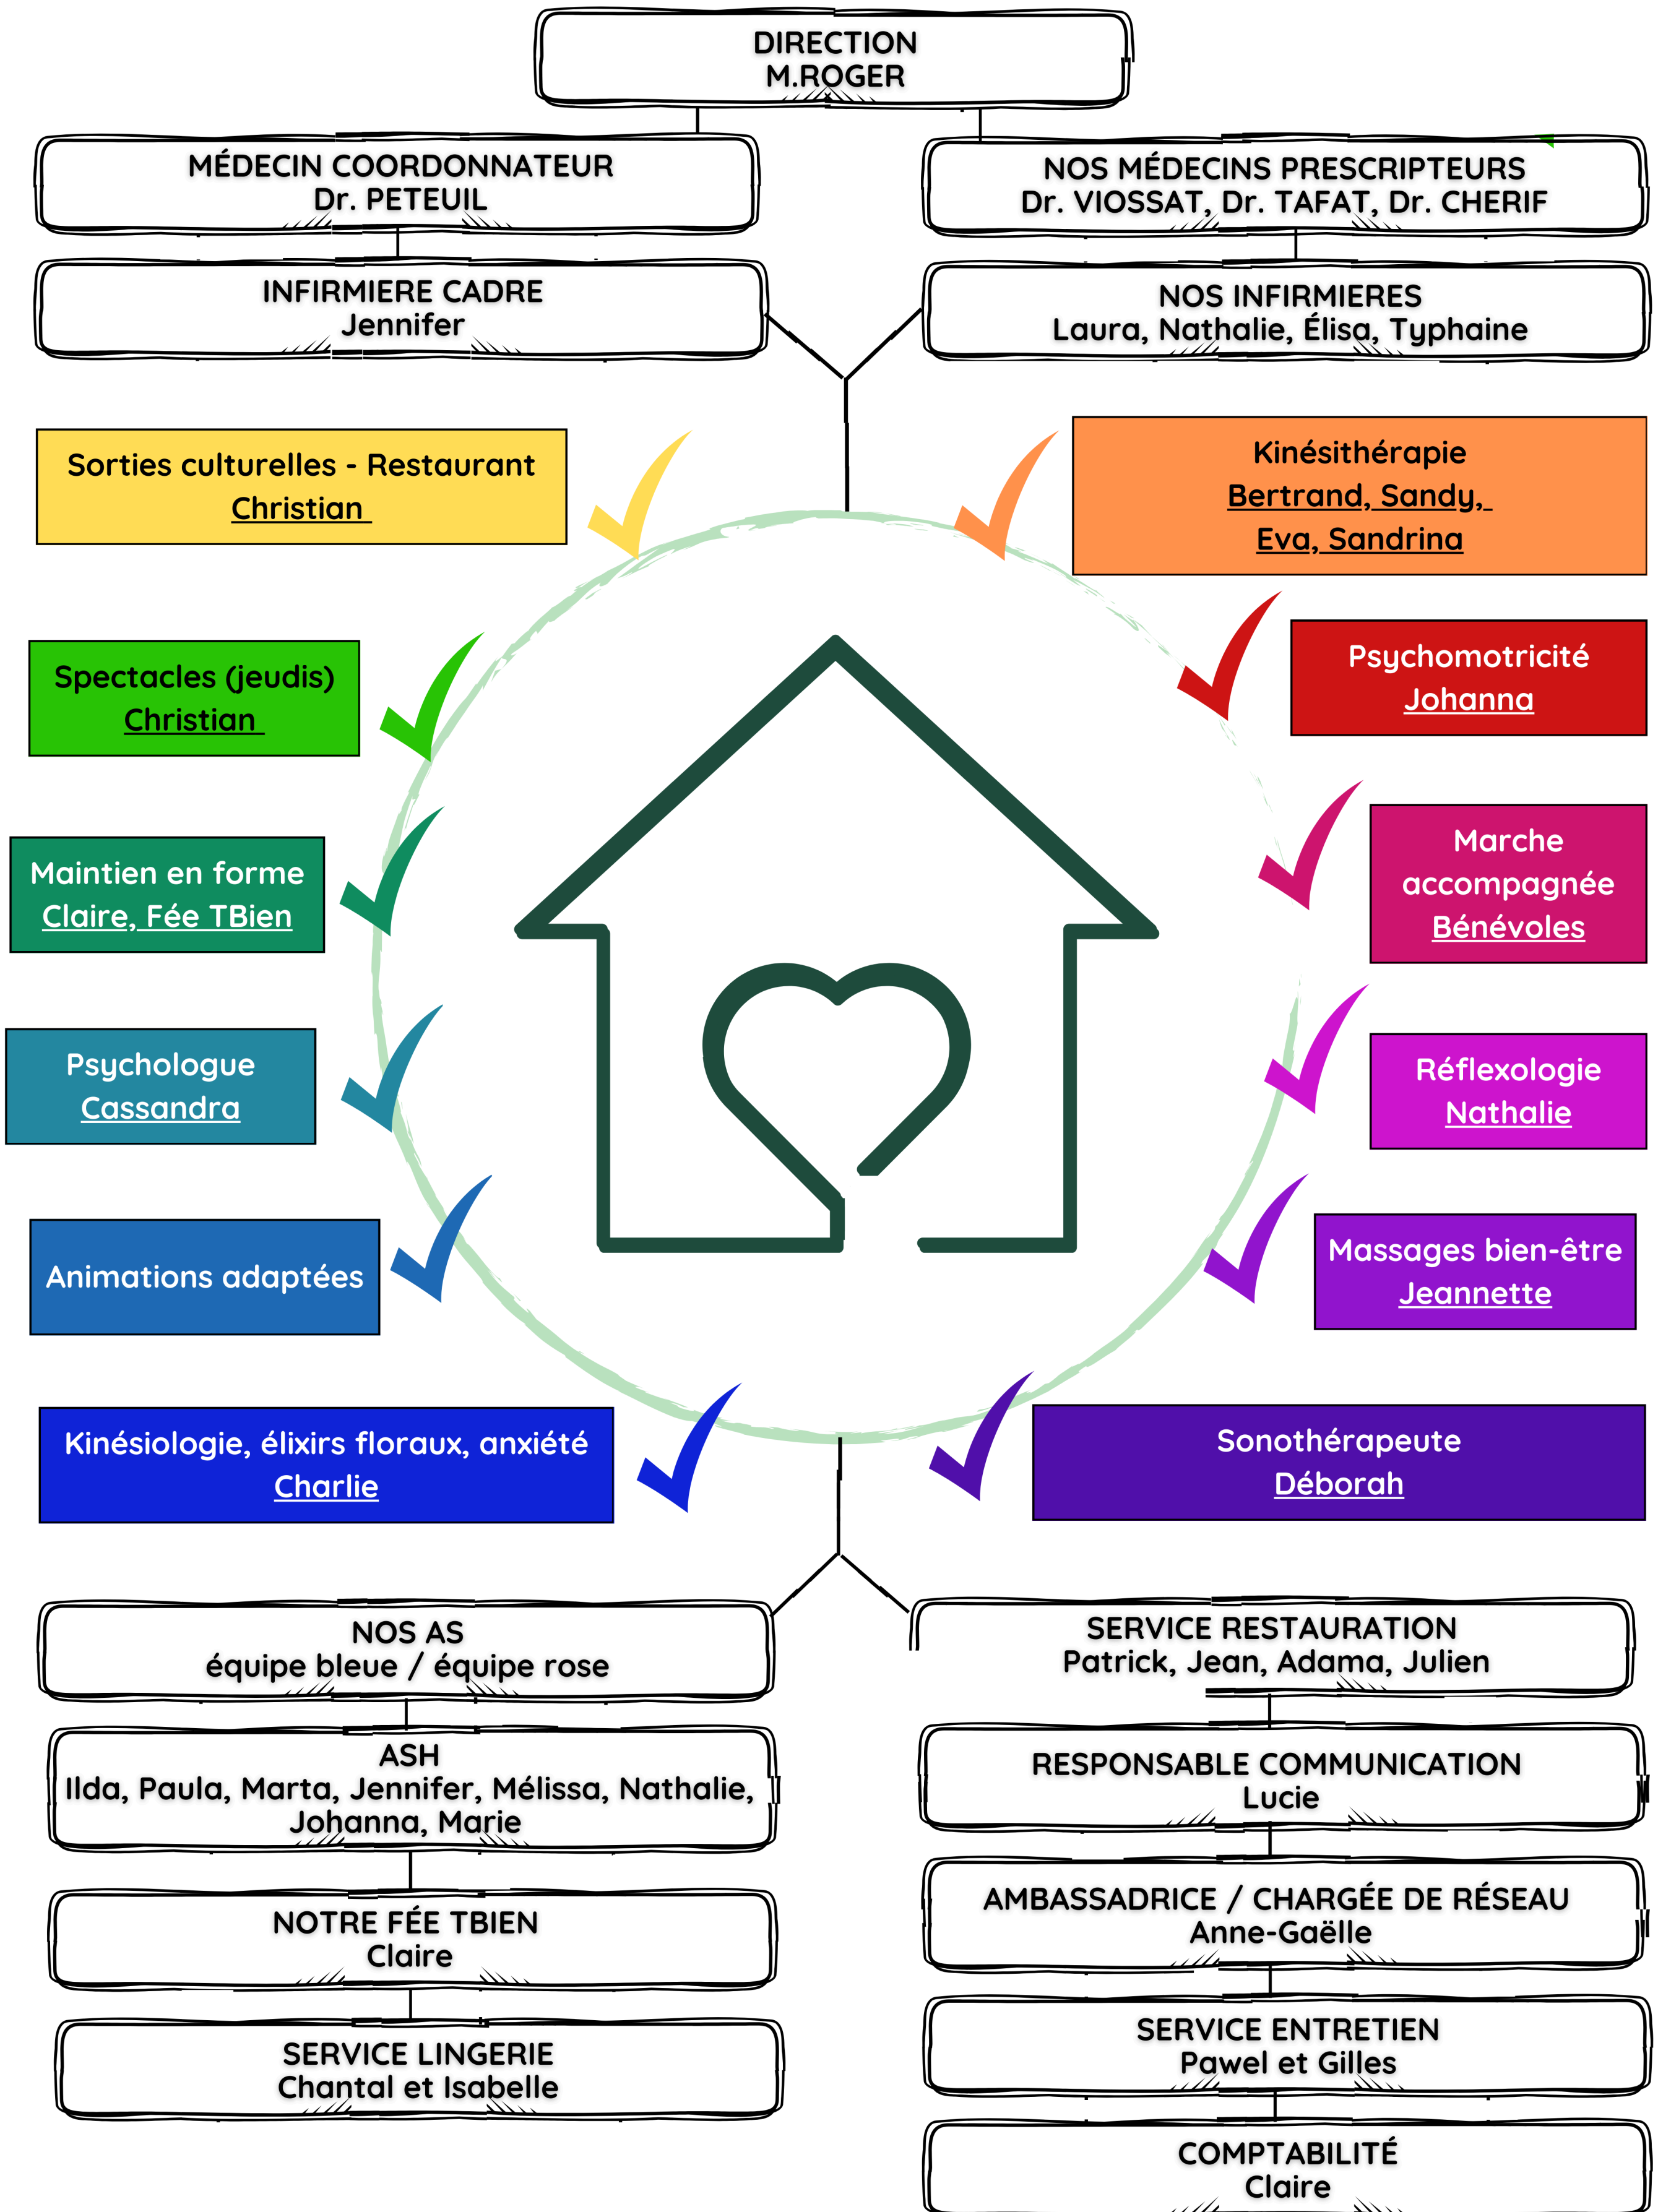 DIRECTION
M.ROGER
MÉDECIN COORDONNATEUR
Dr. PETEUIL
NOS MÉDECINS PRESCRIPTEURS
Dr. VIOSSAT, Dr. TAFAT, Dr. CHERIF
INFIRMIERE CADRE
Jennifer
NOS INFIRMIERES
Laura, Nathalie, Élisa, Typhaine
Sorties culturelles - Restaurant
Christian
Kinésithérapie
Bertrand, Sandy,
Eva, Sandrina
Spectacles (jeudis)
Christian
Psychomotricité
Johanna
Maintien en forme
Claire, Fée TBien
Marche
accompagnée
Bénévoles
Psychologue
Cassandra
Réflexologie
Nathalie
Animations adaptées
Massages bien-être
Jeannette
Kinésiologie, élixirs floraux, anxiété
Charlie
Sonothérapeute
Déborah
NOS AS
équipe bleue / équipe rose
ASH
Ilda, Paula, Marta, Jennifer, Mélissa, Nathalie,
Johanna, Marie
NOTRE FÉE TBIEN
Claire
SERVICE LINGERIE
Chantal et Isabelle
SERVICE RESTAURATION
Patrick, Jean, Adama, Julien
RESPONSABLE COMMUNICATION
Lucie
AMBASSADRICE / CHARGÉE DE RÉSEAU
Anne-Gaëlle
SERVICE ENTRETIEN
Pawel et Gilles
COMPTABILITÉ
Claire